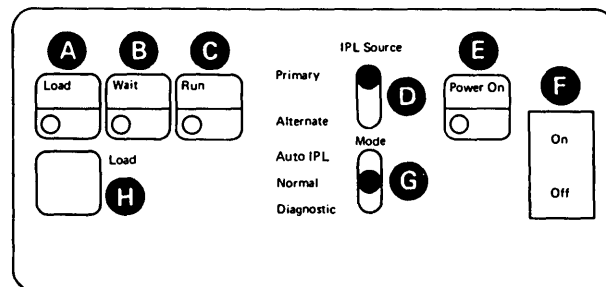 A
B
C
IPL Source
E
Load
Wait
Run
Primary
D
Power On
F
Alternate
On
Load
Mode
Auto IPL
H
Normal
G
Off
Diagnostic